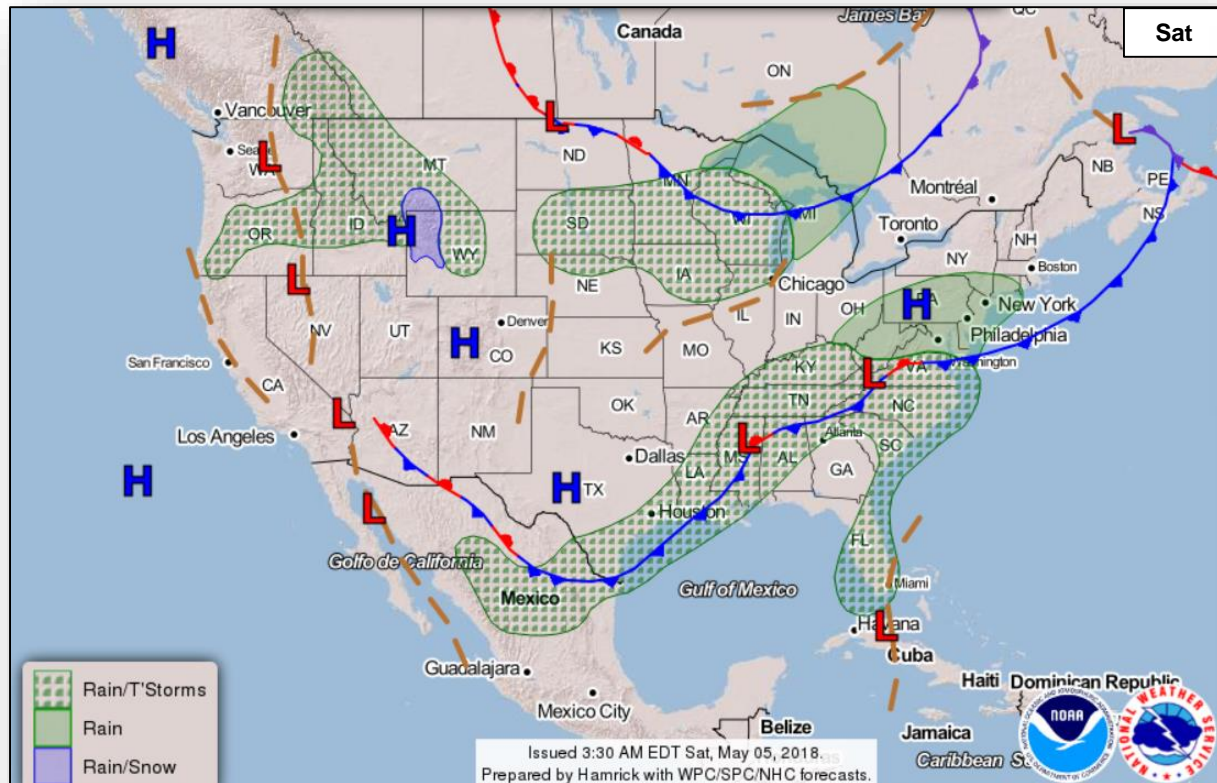 James Bay
QC
Canada
Sat
H
ON
Vancouver
L
L
ND
Sea
L
WA
MT
MN
NB
PE
Montréal
NS
OR
ID
H
SD
WI
MI
Toronto
NH
WY
NY
Boston
IA
L
NE
Chicago
H
PA
New York
NV
UT
Denver
IL
IN
OH
Philadelphia
San Francisco
H
CO
KS
MO
KY
L
VA
CA
TN
NC
L
AZ
NM
OK
AR
L
Atlanta
SC
Los Angeles
Dallas
MS
AL
GA
H
H
TX
LA
L
Houston
FL
Golfo de California
Miami
Mexico
Gulf of Mexico
Havana
L
Cuba
Guadalajara
Haiti
Dominican Republic
Rain/T'Storms
Mexico City
NOAA
NATIONAL WEATHER SERVICE
Rain
Belize
Jamaica
Rain/Snow
Issued 3:30 AM EDT Sat, May 05, 2018
Caribbean
Prepared by Hamrick with WPC/SPC/NHC forecasts.